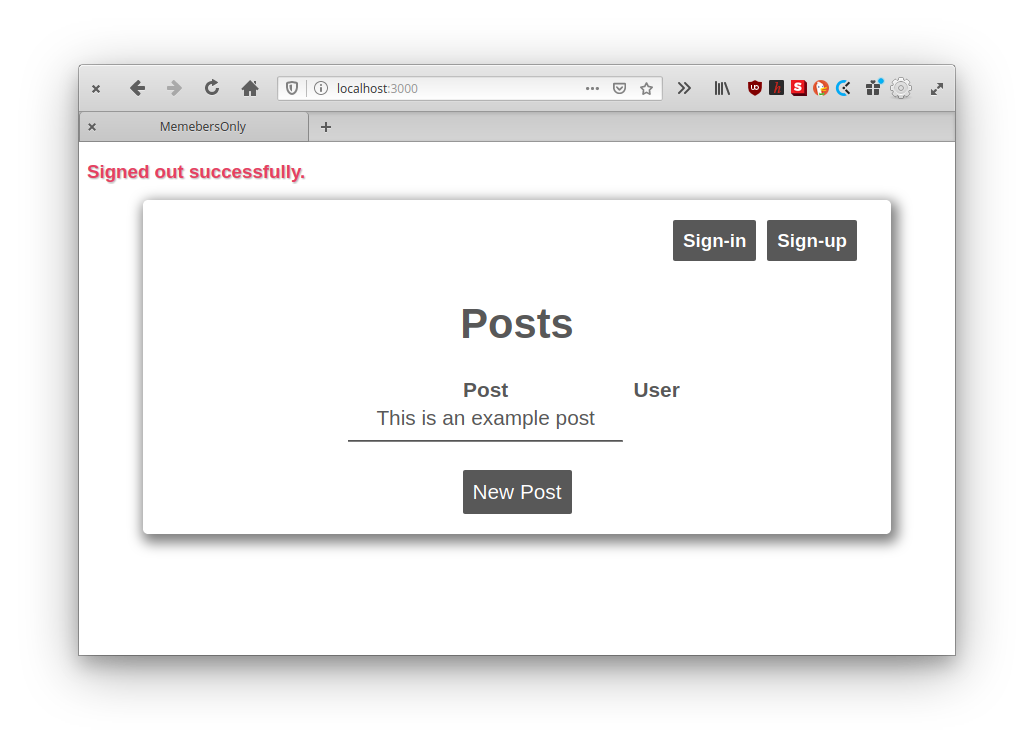 localhost:3000
MemebersOnly
Signed out successfully.
Sign-in Sign-up
Posts
Post User
This is an example post
New Post